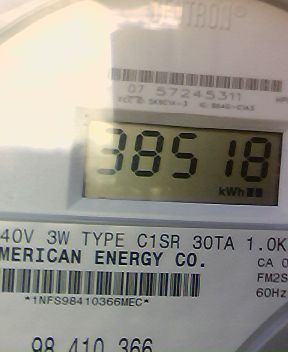 TRON®
07 57245311
38518
kWh
40V 3W TYPE C1SR 30TA 1.0K
MERICAN ENERGY CO.
CA 0
FM2S
60Hz
*1NFS98410366MEC*
98 410 366